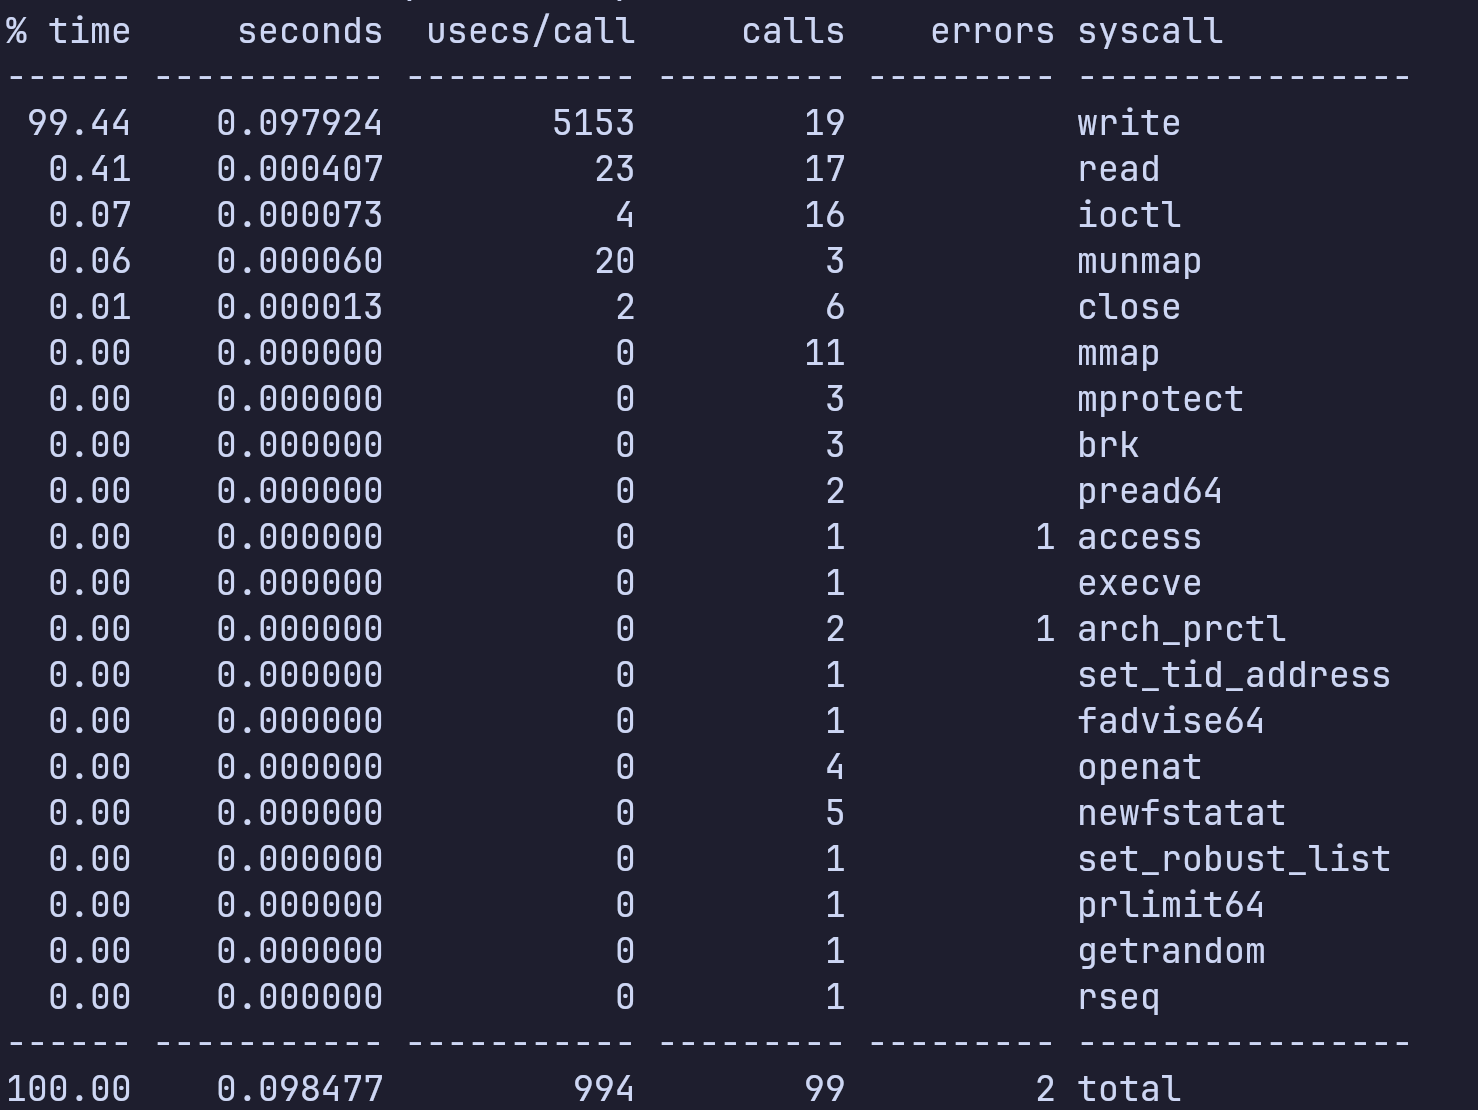 % time     seconds  usecs/call     calls    errors syscall
------ ----------- ----------- --------- --------- ----------------
 99.44    0.097924        5153        19           write
  0.41    0.000407          23        17           read
  0.07    0.000073           4        16           ioctl
  0.06    0.000060          20         3           munmap
  0.01    0.000013           2         6           close
  0.00    0.000000           0        11           mmap
  0.00    0.000000           0         3           mprotect
  0.00    0.000000           0         3           brk
  0.00    0.000000           0         2           pread64
  0.00    0.000000           0         1         1 access
  0.00    0.000000           0         1           execve
  0.00    0.000000           0         2         1 arch_prctl
  0.00    0.000000           0         1           set_tid_address
  0.00    0.000000           0         1           fadvise64
  0.00    0.000000           0         4           openat
  0.00    0.000000           0         5           newfstatat
  0.00    0.000000           0         1           set_robust_list
  0.00    0.000000           0         1           prlimit64
  0.00    0.000000           0         1           getrandom
  0.00    0.000000           0         1           rseq
------ ----------- ----------- --------- --------- ----------------
100.00    0.098477         994        99         2 total